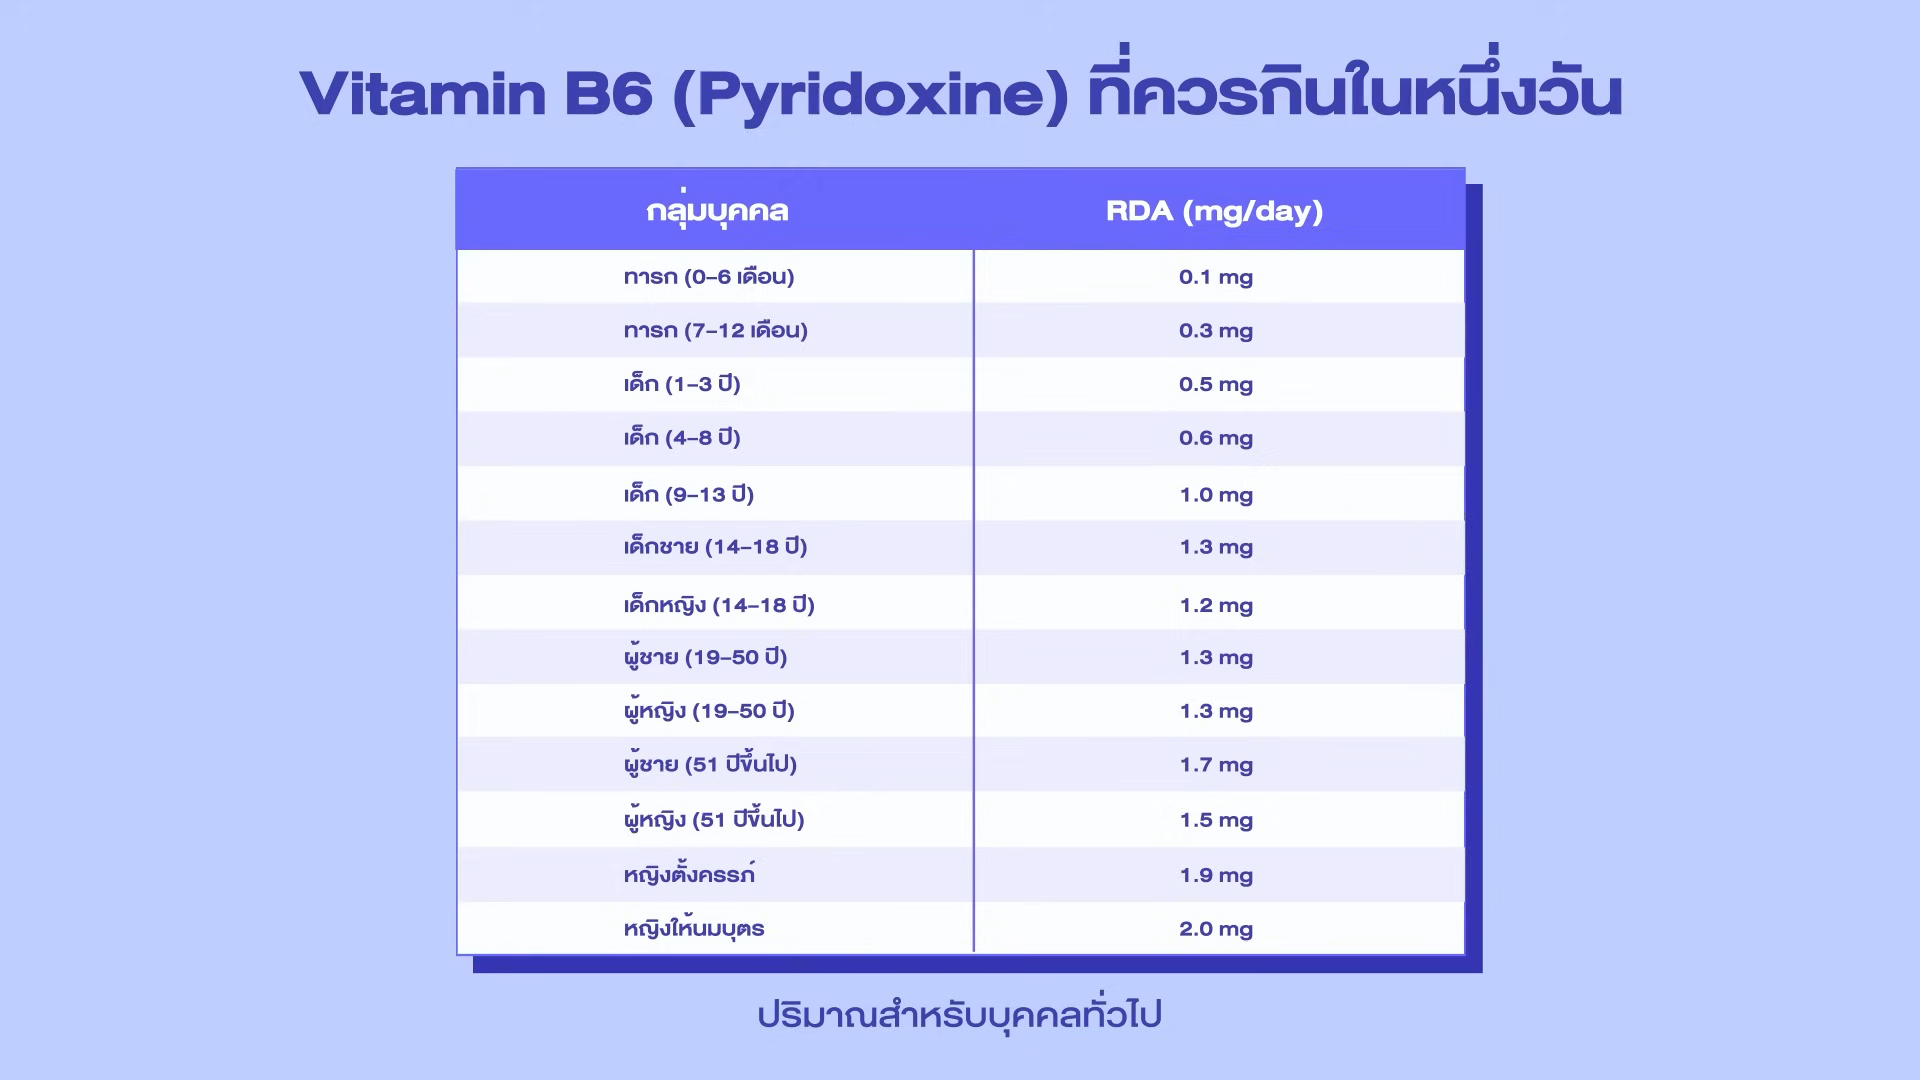 Vitamin B6 (Pyridoxine) ที่ควรกินในหนึ่งวัน
กลุ่มบุคคล RDA (mg/day)
ทารก (0–6 เดือน) 0.1 mg
ทารก (7–12 เดือน) 0.3 mg
เด็ก (1–3 ปี) 0.5 mg
เด็ก (4–8 ปี) 0.6 mg
เด็ก (9–13 ปี) 1.0 mg
เด็กชาย (14–18 ปี) 1.3 mg
เด็กหญิง (14–18 ปี) 1.2 mg
ผู้ชาย (19–50 ปี) 1.3 mg
ผู้หญิง (19–50 ปี) 1.3 mg
ผู้ชาย (51 ปีขึ้นไป) 1.7 mg
ผู้หญิง (51 ปีขึ้นไป) 1.5 mg
หญิงตั้งครรภ์ 1.9 mg
หญิงให้นมบุตร 2.0 mg
ปริมาณสำหรับบุคคลทั่วไป